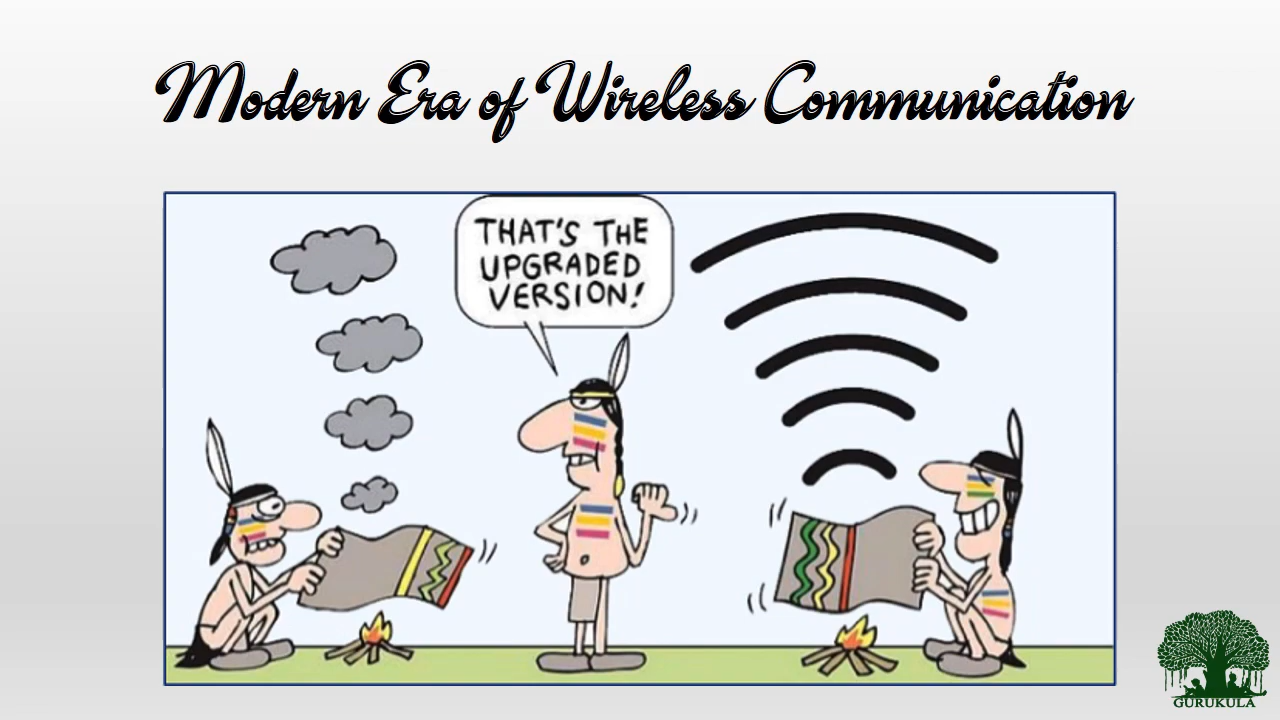 Modern Era of Wireless Communication
THAT'S THE
UPGRADED
VERSION!
GURUKULA